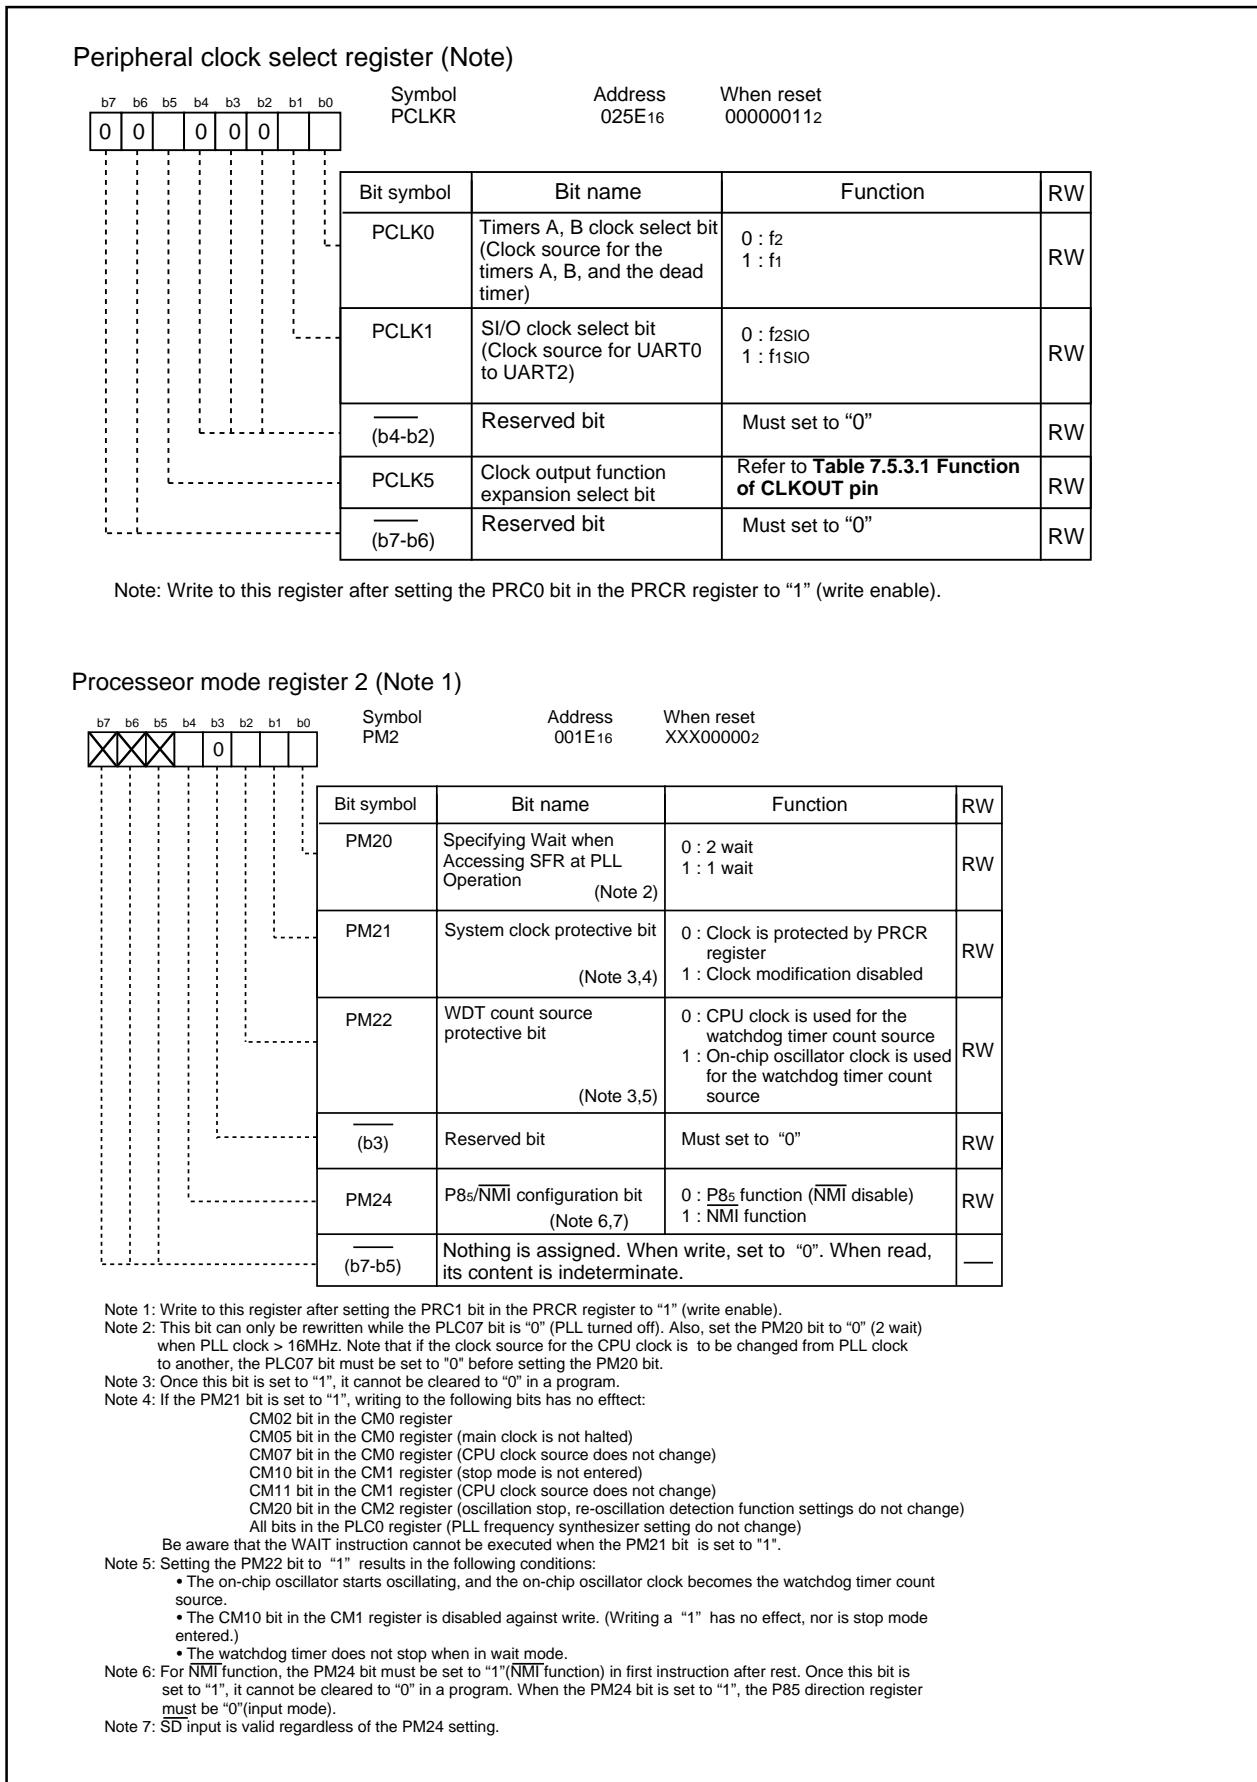 Peripheral clock select register (Note)
Symbol Address When reset
PCLKR 025E16 000000112
b7 b6 b5 b4 b3 b2 b1 b0
0 0 0 0 0
Bit symbol Bit name Function RW
PCLK0 Timers A, B clock select bit
(Clock source for the
timers A, B, and the dead
timer)
0 : f2
1 : f1
RW
PCLK1 SI/O clock select bit
(Clock source for UART0
to UART2)
0 : f2SIO
1 : f1SIO
RW
(b4-b2) Reserved bit Must set to “0” RW
PCLK5 Clock output function
expansion select bit
Refer to Table 7.5.3.1 Function
of CLKOUT pin
RW
(b7-b6) Reserved bit Must set to “0” RW
Note: Write to this register after setting the PRC0 bit in the PRCR register to “1” (write enable).
Processeor mode register 2 (Note 1)
Symbol Address When reset
PM2 001E16 XXX000002
b7 b6 b5 b4 b3 b2 b1 b0
0
Bit symbol Bit name Function RW
PM20 Specifying Wait when
Accessing SFR at PLL
Operation
(Note 2)
0 : 2 wait
1 : 1 wait
RW
PM21 System clock protective bit
(Note 3,4)
0 : Clock is protected by PRCR
register
1 : Clock modification disabled
RW
PM22 WDT count source
protective bit
(Note 3,5)
0 : CPU clock is used for the
watchdog timer count source
1 : On-chip oscillator clock is used
for the watchdog timer count
source
RW
(b3) Reserved bit Must set to “0” RW
PM24 P85/NMI configuration bit
(Note 6,7)
0 : P85 function (NMI disable)
1 : NMI function
RW
(b7-b5) Nothing is assigned. When write, set to “0”. When read,
its content is indeterminate.
Note 1: Write to this register after setting the PRC1 bit in the PRCR register to “1” (write enable).
Note 2: This bit can only be rewritten while the PLC07 bit is “0” (PLL turned off). Also, set the PM20 bit to “0” (2 wait)
when PLL clock > 16MHz. Note that if the clock source for the CPU clock is to be changed from PLL clock
to another, the PLC07 bit must be set to "0" before setting the PM20 bit.
Note 3: Once this bit is set to “1”, it cannot be cleared to “0” in a program.
Note 4: If the PM21 bit is set to “1”, writing to the following bits has no efftect:
CM02 bit in the CM0 register
CM05 bit in the CM0 register (main clock is not halted)
CM07 bit in the CM0 register (CPU clock source does not change)
CM10 bit in the CM1 register (stop mode is not entered)
CM11 bit in the CM1 register (CPU clock source does not change)
CM20 bit in the CM2 register (oscillation stop, re-oscillation detection function settings do not change)
All bits in the PLC0 register (PLL frequency synthesizer setting do not change)
Be aware that the WAIT instruction cannot be executed when the PM21 bit is set to "1".
Note 5: Setting the PM22 bit to “1” results in the following conditions:
• The on-chip oscillator starts oscillating, and the on-chip oscillator clock becomes the watchdog timer count
source.
• The CM10 bit in the CM1 register is disabled against write. (Writing a “1” has no effect, nor is stop mode
entered.)
• The watchdog timer does not stop when in wait mode.
Note 6: For NMI function, the PM24 bit must be set to “1”(NMI function) in first instruction after rest. Once this bit is
set to “1”, it cannot be cleared to “0” in a program. When the PM24 bit is set to “1”, the P85 direction register
must be “0”(input mode).
Note 7: SD input is valid regardless of the PM24 setting.